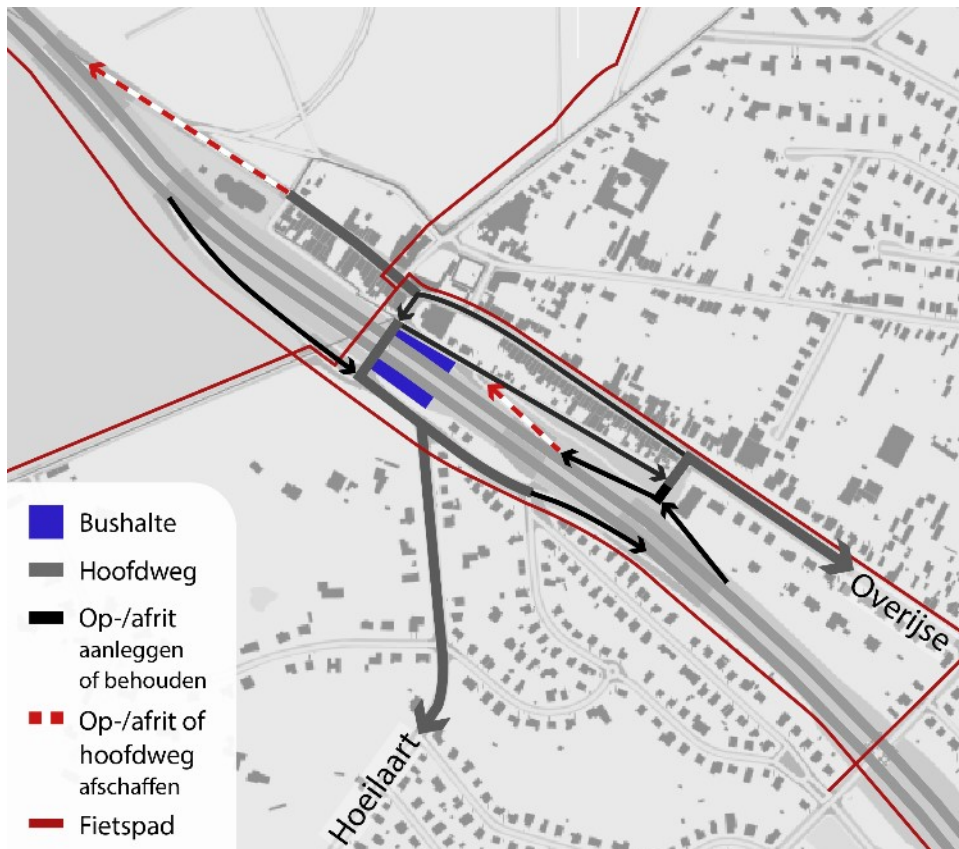 Bushalte
Hoofdweg
Op-/afrit
aanleggen
of behouden
Op-/afrit of
hoofdweg
afschaffen
Fietspad
Hoeilaart
Overijse